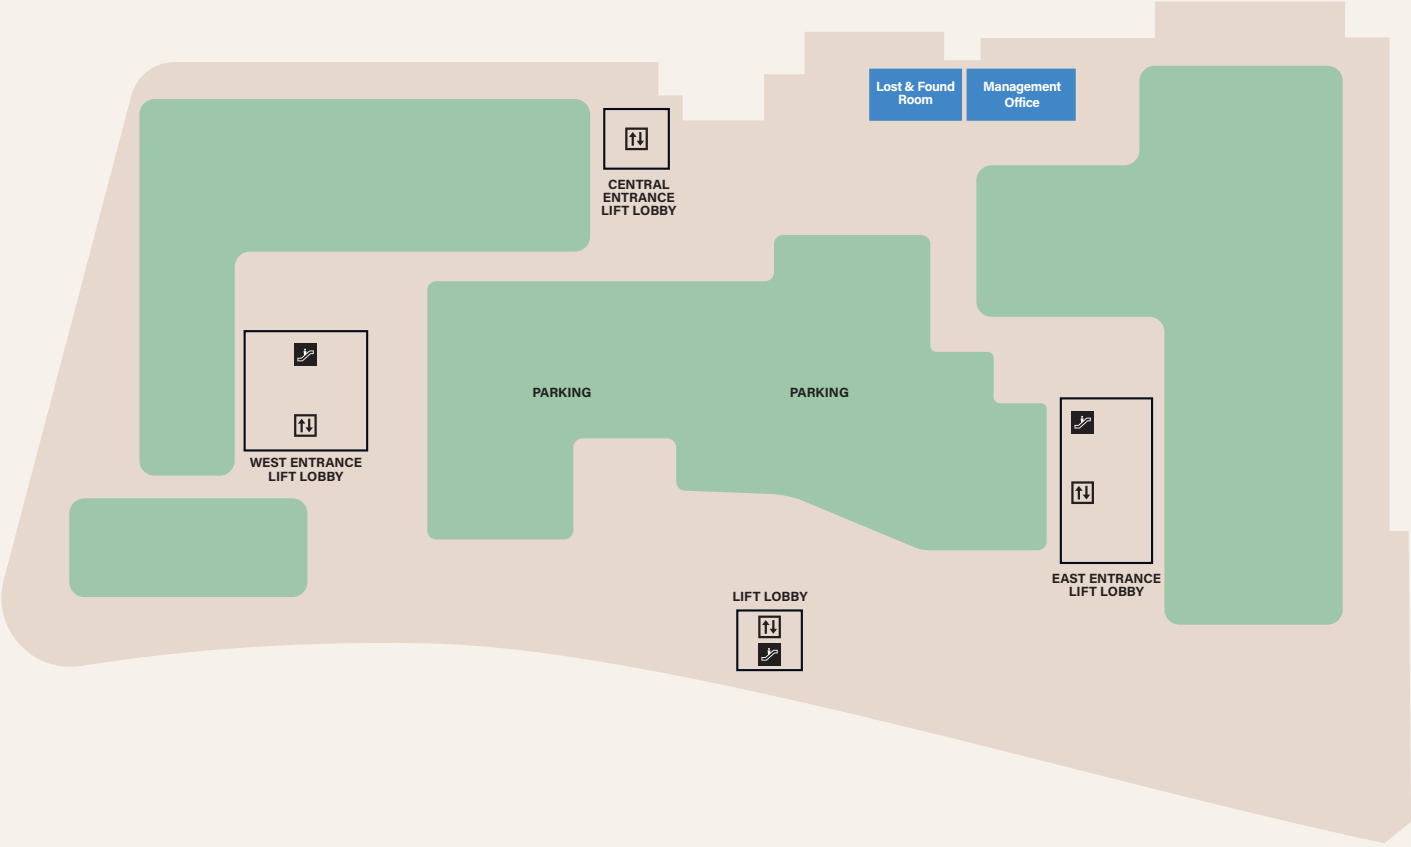 Lost & Found
Room
Management
Office
CENTRAL
ENTRANCE
LIFT LOBBY
PARKING
PARKING
WEST ENTRANCE
LIFT LOBBY
EAST ENTRANCE
LIFT LOBBY
LIFT LOBBY